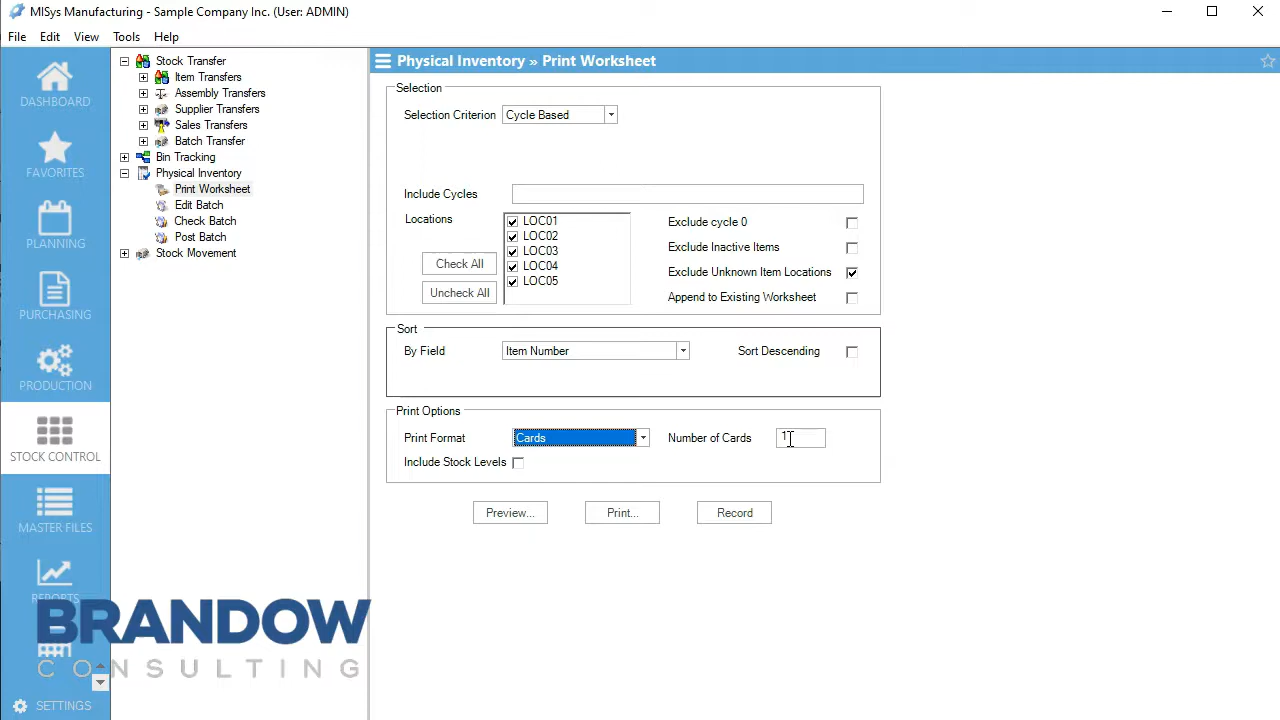 MISys Manufacturing - Sample Company Inc. (User: ADMIN)
File Edit View Tools Help
DASHBOARD
FAVORITES
PLANNING
PURCHASING
PRODUCTION
STOCK CONTROL
MASTER FILES
REPORTS
SETTINGS
Stock Transfer
Item Transfers
Assembly Transfers
Supplier Transfers
Sales Transfers
Batch Transfer
Bin Tracking
Physical Inventory
Print Worksheet
Edit Batch
Check Batch
Post Batch
Stock Movement
Physical Inventory » Print Worksheet
Selection
Selection Criterion Cycle Based
Include Cycles
Locations
LOC01
LOC02
LOC03
LOC04
LOC05
Check All
Uncheck All
Exclude cycle 0
Exclude Inactive Items
Exclude Unknown Item Locations
Append to Existing Worksheet
Sort
By Field Item Number Sort Descending
Print Options
Print Format Cards Number of Cards 1
Include Stock Levels
Preview... Print... Record
BRANDOW
CONSULTING